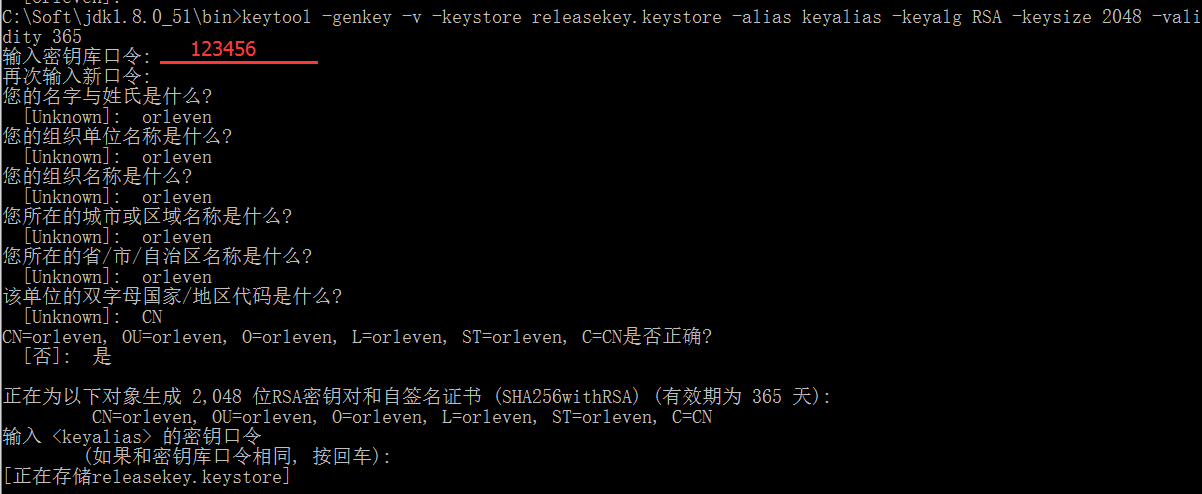 C:\Soft\jdk1.8.0_51\bin>keytool -genkey -v -keystore releasekey.keystore -alias keyalias -keyalg RSA -keysize 2048 -vali
dity 365
输入密钥库口令: 123456
再次输入新口令:
您的名字与姓氏是什么?
[Unknown]: orleven
您的组织单位名称是什么?
[Unknown]: orleven
您的组织名称是什么?
[Unknown]: orleven
您所在的城市或区域名称是什么?
[Unknown]: orleven
您所在的省/市/自治区名称是什么?
[Unknown]: orleven
该单位的双字母国家/地区代码是什么?
[Unknown]: CN
CN=orleven, OU=orleven, O=orleven, L=orleven, ST=orleven, C=CN是否正确?
[否]: 是
正在为以下对象生成 2,048 位RSA密钥对和自签名证书 (SHA256withRSA) (有效期为 365 天):
CN=orleven, OU=orleven, O=orleven, L=orleven, ST=orleven, C=CN
输入 <keyalias> 的密钥口令
(如果和密钥库口令相同, 按回车):
[正在存储releasekey.keystore]